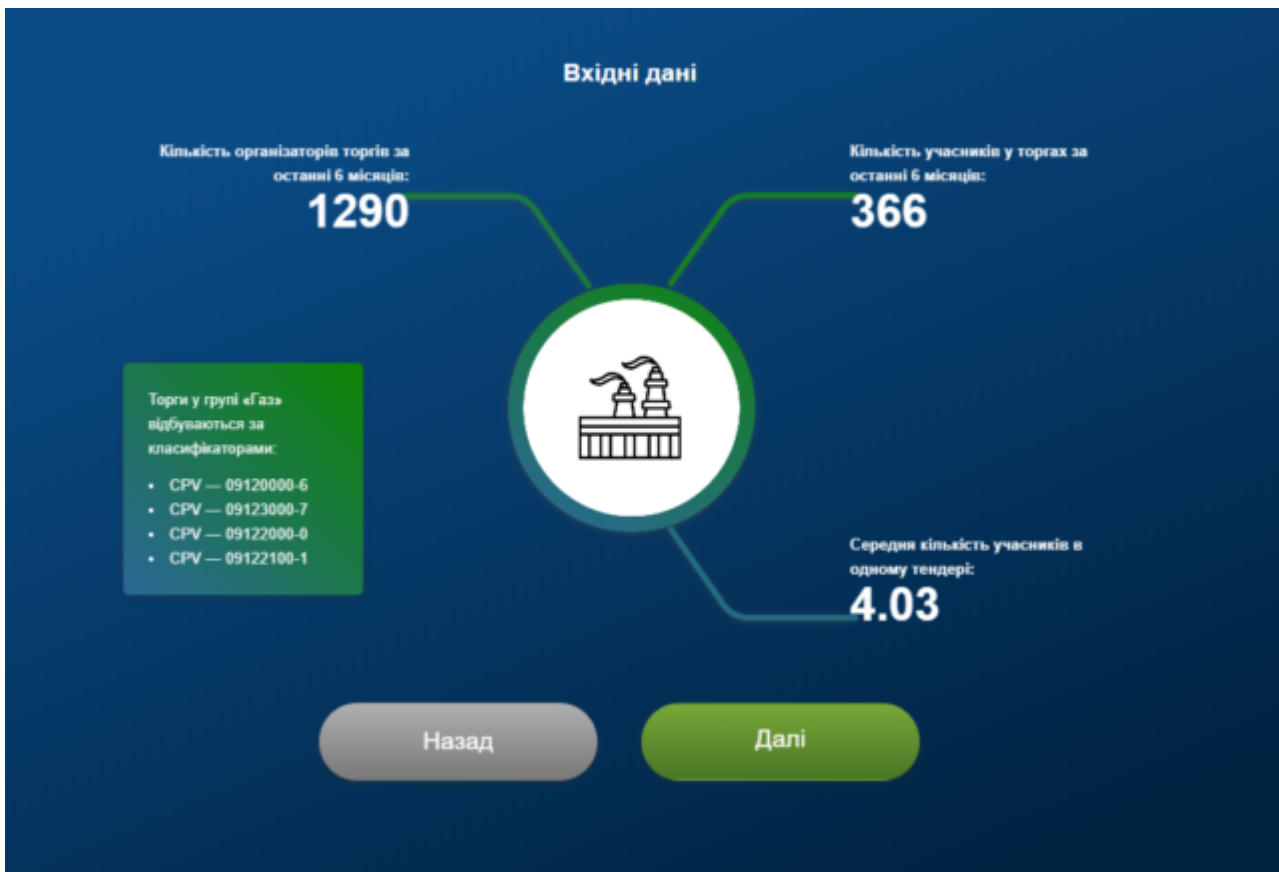 Вхідні дані
Кількість організаторів торгів за
останні 6 місяців:
1290
Кількість учасників у торгах за
останні 6 місяців:
366
Торги у групі «Газ»
відбуваються за
класифікаторами:
• CPV — 09120000-6
• CPV — 09123000-7
• CPV — 09122000-0
• CPV — 09122100-1
Середня кількість учасників в
одному тендері:
4.03
Назад
Далі